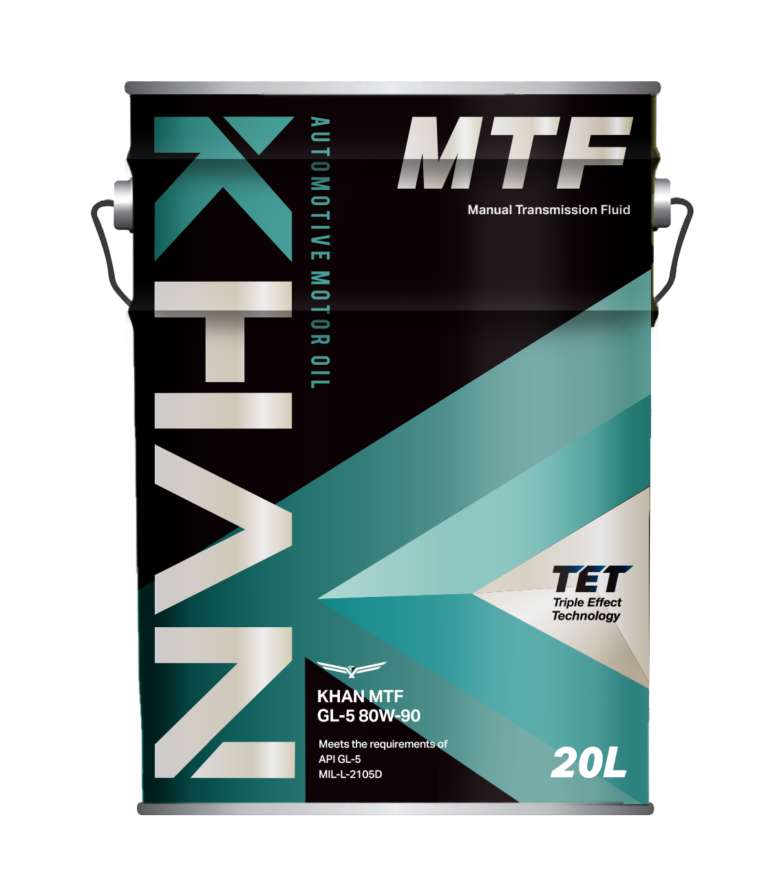 KHAN
AUTOMOTIVE MOTOR OIL
MTF
Manual Transmission Fluid
TET
Triple Effect
Technology
KHAN MTF
GL-5 80W-90
Meets the requirements of
API GL-5
MIL-L-2105D
20L